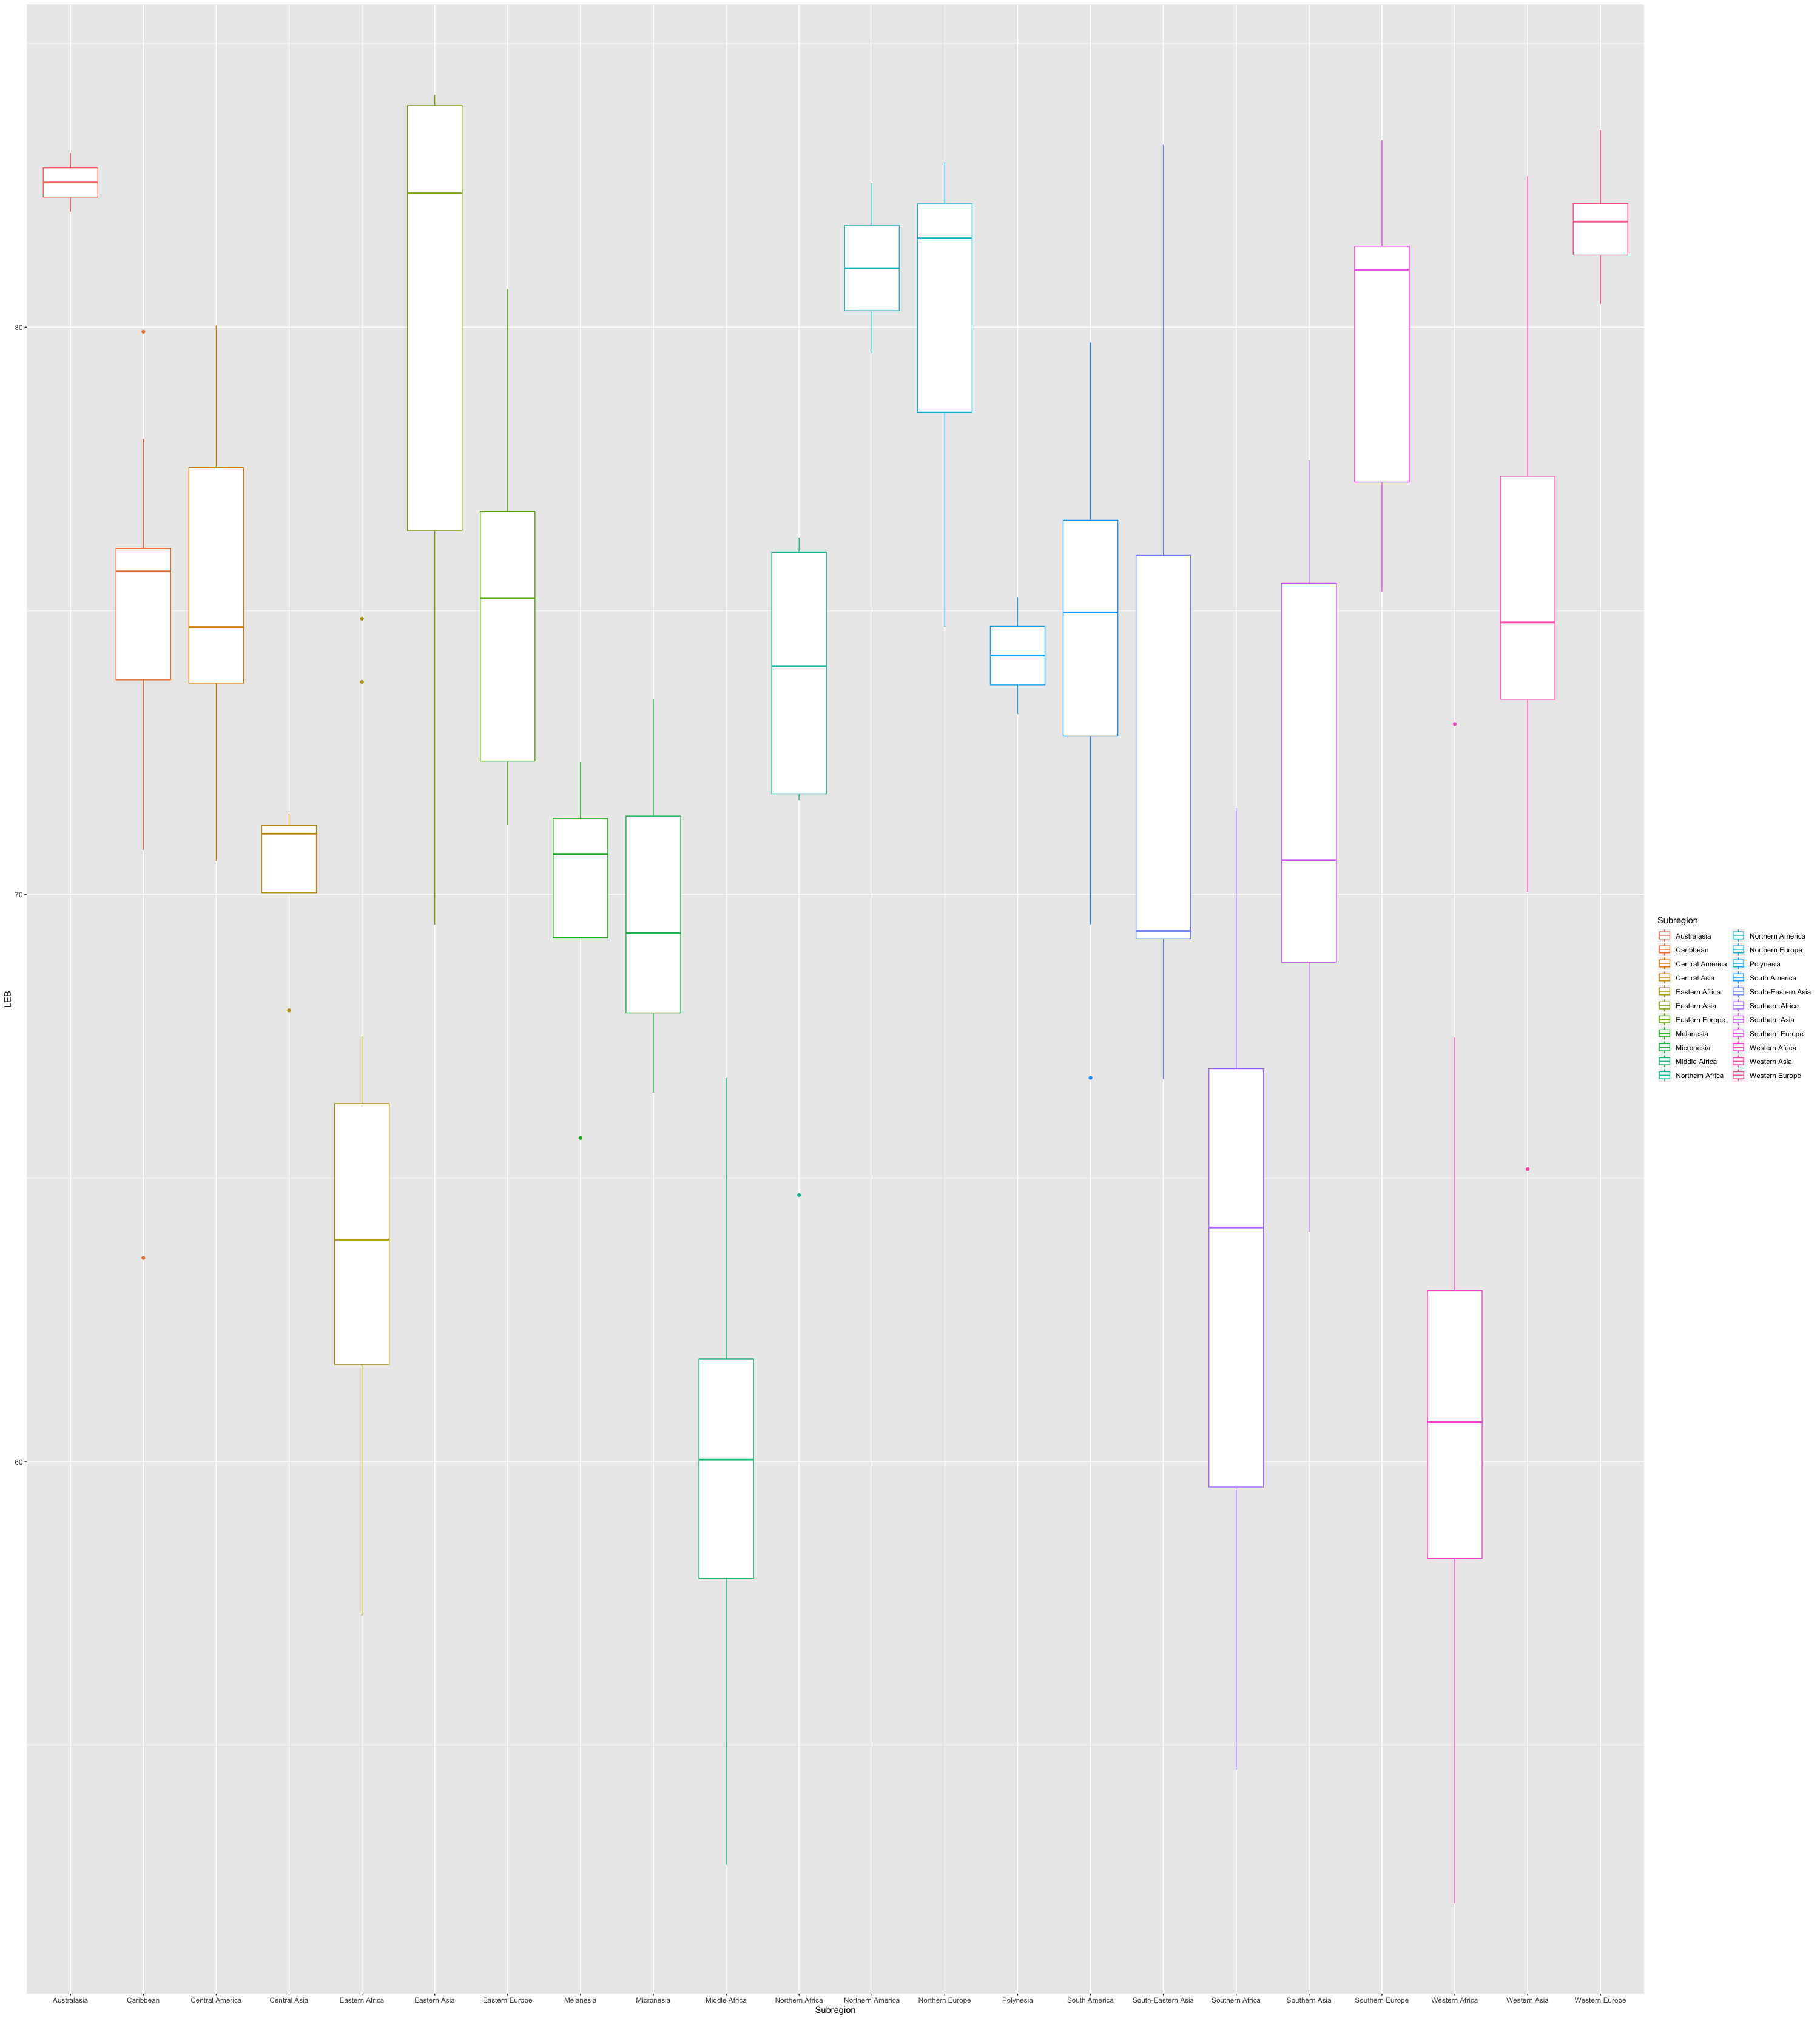 LEB
80
70
60
Australasia
Caribbean
Central America
Central Asia
Eastern Africa
Eastern Asia
Eastern Europe
Melanesia
Micronesia
Middle Africa
Northern Africa
Northern America
Northern Europe
Polynesia
South America
South-Eastern Asia
Southern Africa
Southern Asia
Southern Europe
Western Africa
Western Asia
Western Europe
Subregion
Subregion
Australasia
Caribbean
Central America
Central Asia
Eastern Africa
Eastern Asia
Eastern Europe
Melanesia
Micronesia
Middle Africa
Northern Africa
Northern America
Northern Europe
Polynesia
South America
South-Eastern Asia
Southern Africa
Southern Asia
Southern Europe
Western Africa
Western Asia
Western Europe